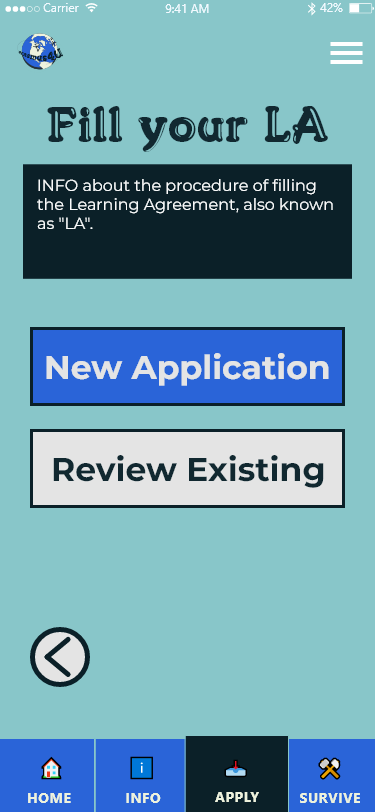 Carrier 9:41 AM 42%
Fill your LA
INFO about the procedure of filling
the Learning Agreement, also known
as "LA".
New Application
Review Existing
HOME INFO APPLY SURVIVE